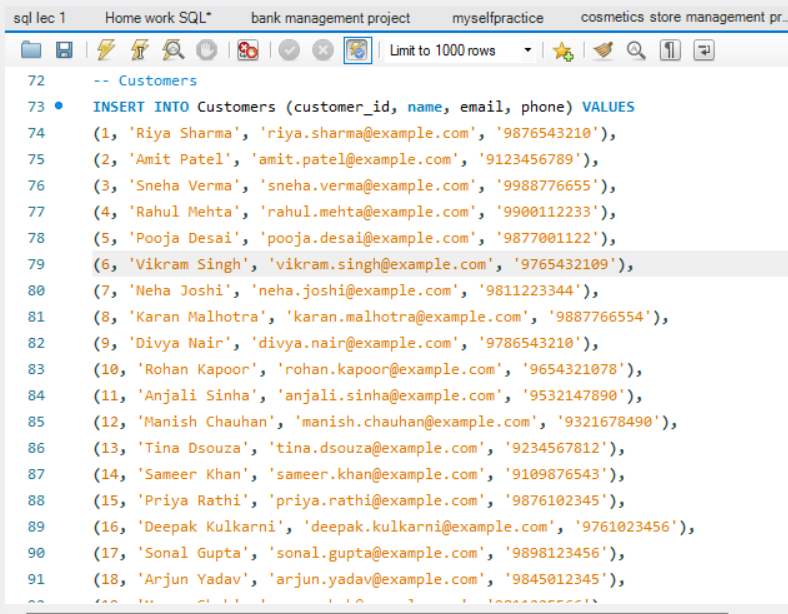 sql lec 1 Home work SQL* bank management project myselfpractice cosmetics store management pr...
Limit to 1000 rows
72 -- Customers
73 INSERT INTO Customers (customer_id, name, email, phone) VALUES
74 (1, 'Riya Sharma', 'riya.sharma@example.com', '9876543210'),
75 (2, 'Amit Patel', 'amit.patel@example.com', '9123456789'),
76 (3, 'Sneha Verma', 'sneha.verma@example.com', '9988776655'),
77 (4, 'Rahul Mehta', 'rahul.mehta@example.com', '9900112233'),
78 (5, 'Pooja Desai', 'pooja.desai@example.com', '9877001122'),
79 (6, 'Vikram Singh', 'vikram.singh@example.com', '9765432109'),
80 (7, 'Neha Joshi', 'neha.joshi@example.com', '9811223344'),
81 (8, 'Karan Malhotra', 'karan.malhotra@example.com', '9887766554'),
82 (9, 'Divya Nair', 'divya.nair@example.com', '9786543210'),
83 (10, 'Rohan Kapoor', 'rohan.kapoor@example.com', '9654321078'),
84 (11, 'Anjali Sinha', 'anjali.sinha@example.com', '9532147890'),
85 (12, 'Manish Chauhan', 'manish.chauhan@example.com', '9321678490'),
86 (13, 'Tina Dsouza', 'tina.dsouza@example.com', '9234567812'),
87 (14, 'Sameer Khan', 'sameer.khan@example.com', '9109876543'),
88 (15, 'Priya Rathi', 'priya.rathi@example.com', '9876102345'),
89 (16, 'Deepak Kulkarni', 'deepak.kulkarni@example.com', '9761023456'),
90 (17, 'Sonal Gupta', 'sonal.gupta@example.com', '9898123456'),
91 (18, 'Arjun Yadav', 'arjun.yadav@example.com', '9845012345'),